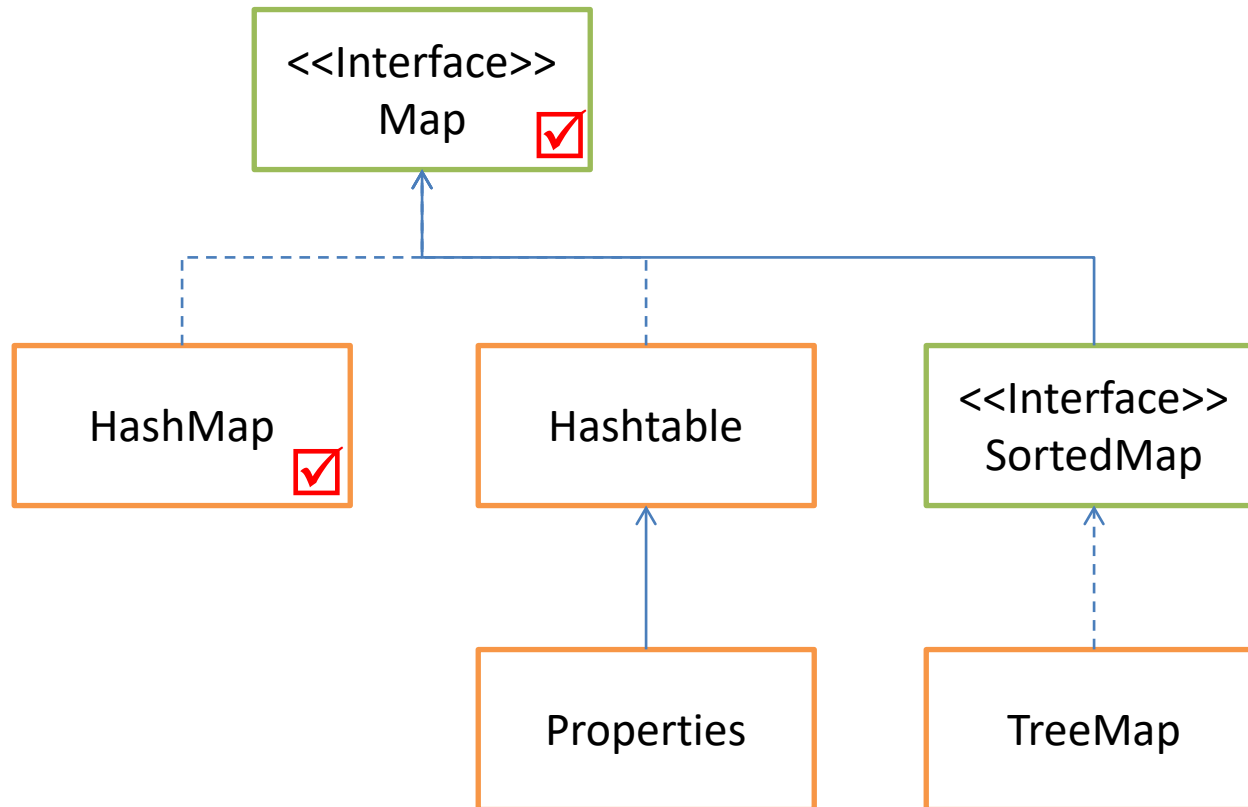 <<Interface>>
Map
HashMap
Hashtable
<<Interface>>
SortedMap
Properties
TreeMap